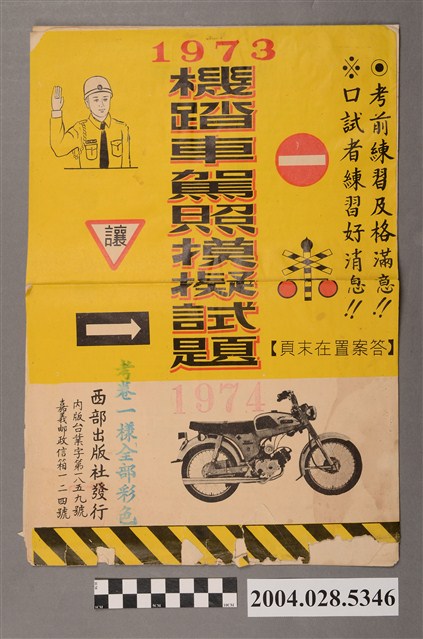 1973
◉考前練習及格滿意!!
※口試者練習好消息!!
機踏車駕照模擬試題
讓
頁末在置案答【】
1974
考卷一樣全部彩色
西部出版社發行
內版台業字第一八五九號
嘉義郵政信箱一二四號
2004.028.5346